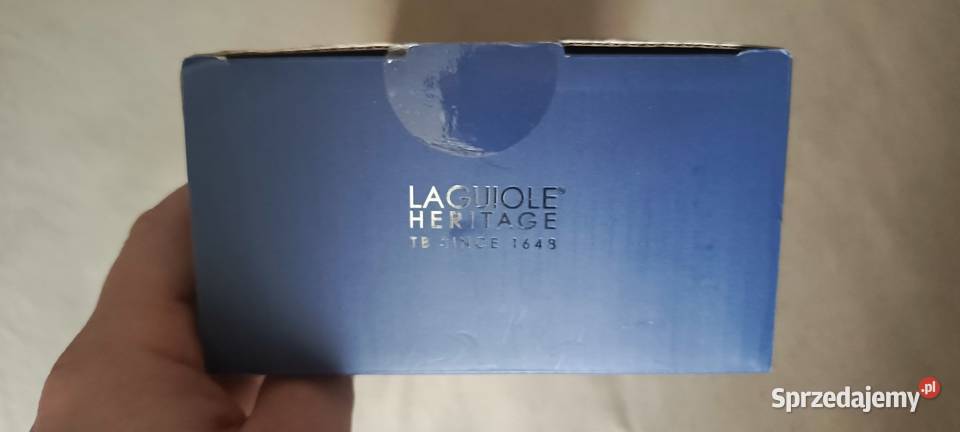 LAGUIOLE®
HERITAGE
TB SINCE 1648
Sprzedajemy.pl